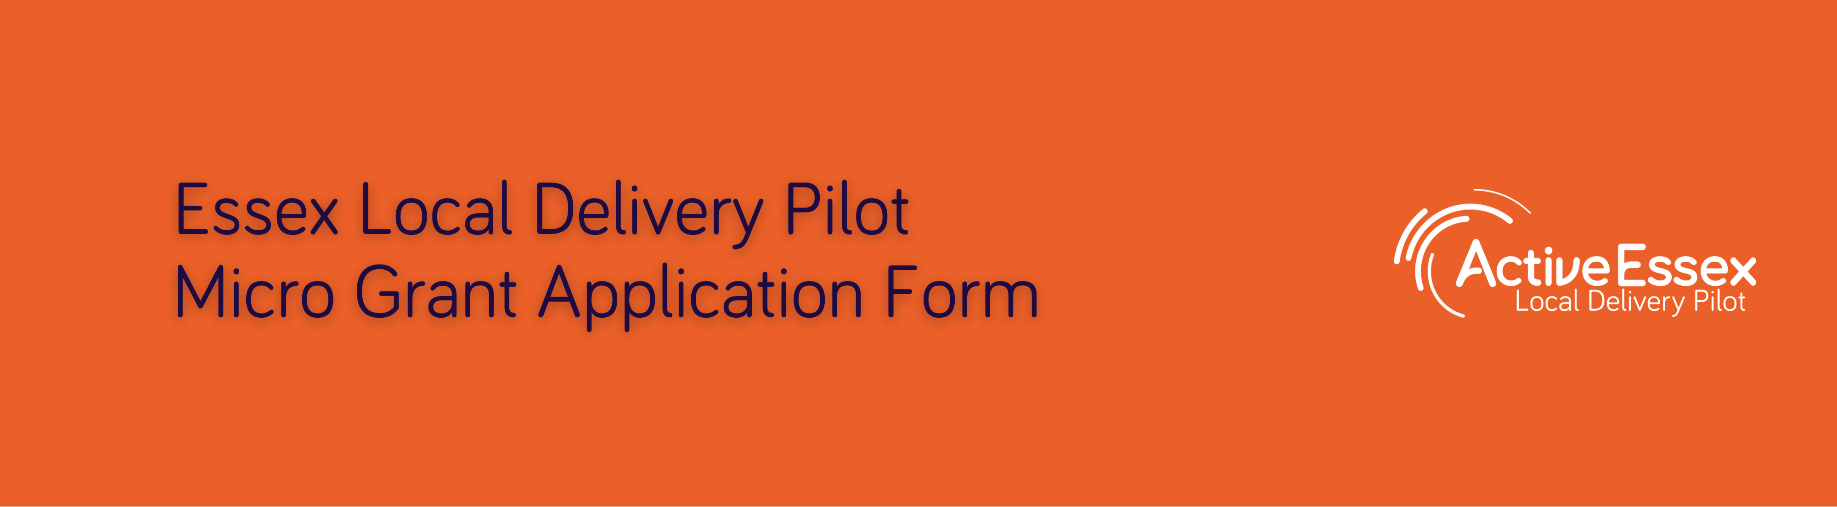 Essex Local Delivery Pilot
Micro Grant Application Form
ActiveEssex
Local Delivery Pilot